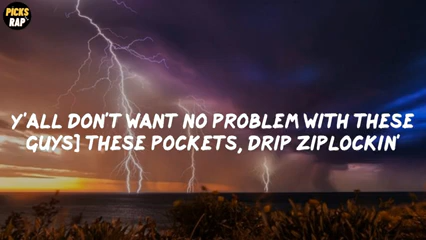 PICKS
RAP
Y'ALL DON'T WANT NO PROBLEM WITH THESE
GUYS] THESE POCKETS, DRIP ZIPLOCKIN'